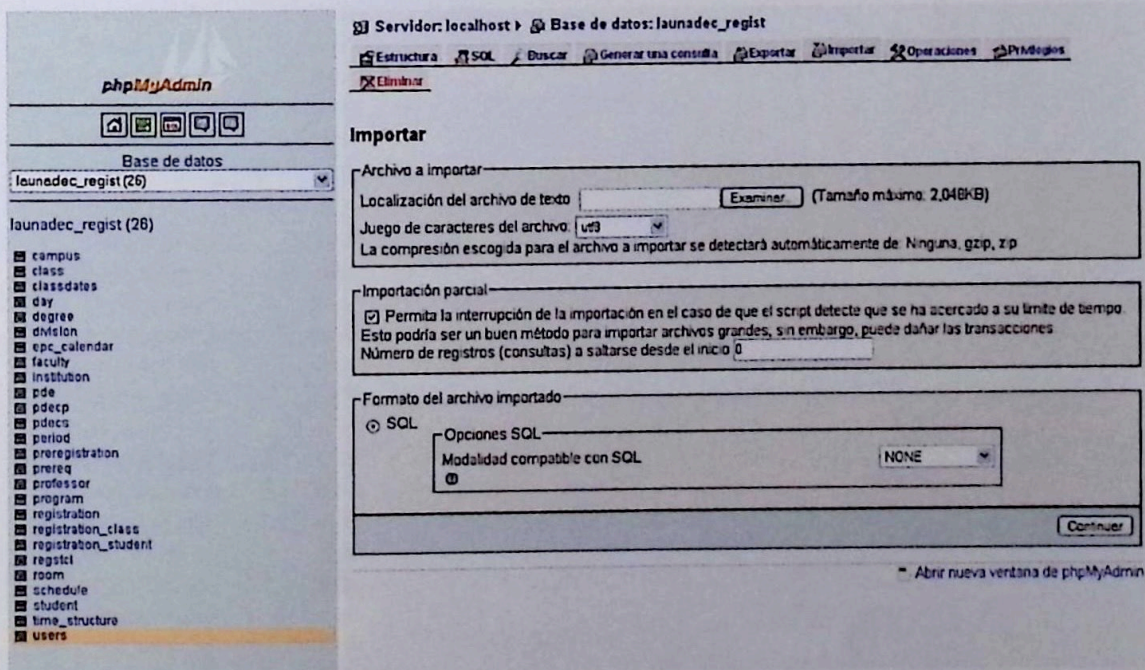 phpMyAdmin
Base de datos
launadec_regist (26)
launadec_regist (26)
campus
class
classdates
day
degree
division
epc_calendar
faculty
institution
pde
pdecp
pdecs
period
preregistration
prereq
professor
program
registration
registration_class
registration_student
regstcl
room
schedule
student
time_structure
users
Servidor: localhost Base de datos: launadec_regist
Estructura SQL Buscar Generar una consulta Exportar Importar Operaciones Privilegios
Eliminar
Importar
Archivo a importar
Localización del archivo de texto Examinar... (Tamaño máximo: 2,048KB)
Juego de caracteres del archivo: utf8
La compresión escogida para el archivo a importar se detectará automáticamente de: Ninguna, gzip, zip
Importación parcial
Permita la interrupción de la importación en el caso de que el script detecte que se ha acercado a su límite de tiempo.
Esto podría ser un buen método para importar archivos grandes, sin embargo, puede dañar las transacciones
Número de registros (consultas) a saltarse desde el inicio 0
Formato del archivo importado
SQL
Opciones SQL
Modalidad compatible con SQL NONE
Continuar
Abrir nueva ventana de phpMyAdmin